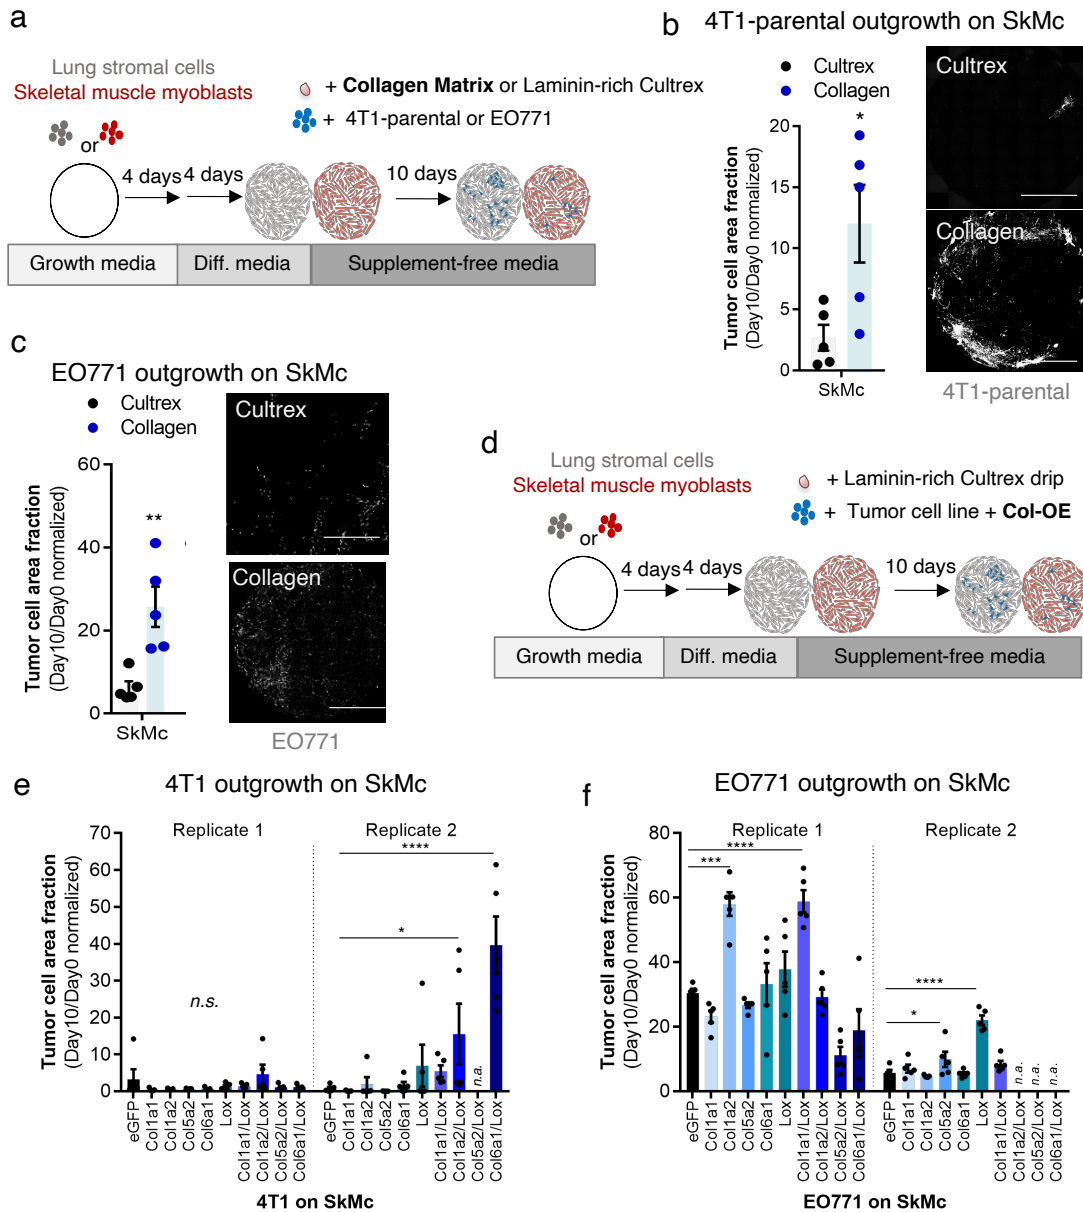 a
Lung stromal cells
Skeletal muscle myoblasts
or
+ Collagen Matrix or Laminin-rich Cultrex
+ 4T1-parental or EO771
4 days
4 days
10 days
Growth media
Diff. media
Supplement-free media
b
4T1-parental outgrowth on SkMc
Cultrex
Collagen
Tumor cell area fraction
(Day10/Day0 normalized)
20
15
10
5
0
*
SkMc
Cultrex
Collagen
4T1-parental
c
EO771 outgrowth on SkMc
Cultrex
Collagen
Tumor cell area fraction
(Day10/Day0 normalized)
60
40
20
0
**
SkMc
Cultrex
Collagen
EO771
d
Lung stromal cells
Skeletal muscle myoblasts
or
+ Laminin-rich Cultrex drip
+ Tumor cell line + Col-OE
4 days
4 days
10 days
Growth media
Diff. media
Supplement-free media
e
4T1 outgrowth on SkMc
Replicate 1
Replicate 2
Tumor cell area fraction
(Day10/Day0 normalized)
70
60
50
40
30
20
10
0
n.s.
****
*
n.a.
eGFP
Col1a1
Col1a2
Col5a2
Col6a1
Lox
Col1a1/Lox
Col1a2/Lox
Col5a2/Lox
Col6a1/Lox
eGFP
Col1a1
Col1a2
Col5a2
Col6a1
Lox
Col1a1/Lox
Col1a2/Lox
Col5a2/Lox
Col6a1/Lox
4T1 on SkMc
f
EO771 outgrowth on SkMc
Replicate 1
Replicate 2
Tumor cell area fraction
(Day10/Day0 normalized)
80
60
40
20
0
****
***
****
*
n.a.
n.a.
n.a.
eGFP
Col1a1
Col1a2
Col5a2
Col6a1
Lox
Col1a1/Lox
Col1a2/Lox
Col5a2/Lox
Col6a1/Lox
eGFP
Col1a1
Col1a2
Col5a2
Col6a1
Lox
Col1a1/Lox
Col1a2/Lox
Col5a2/Lox
Col6a1/Lox
EO771 on SkMc